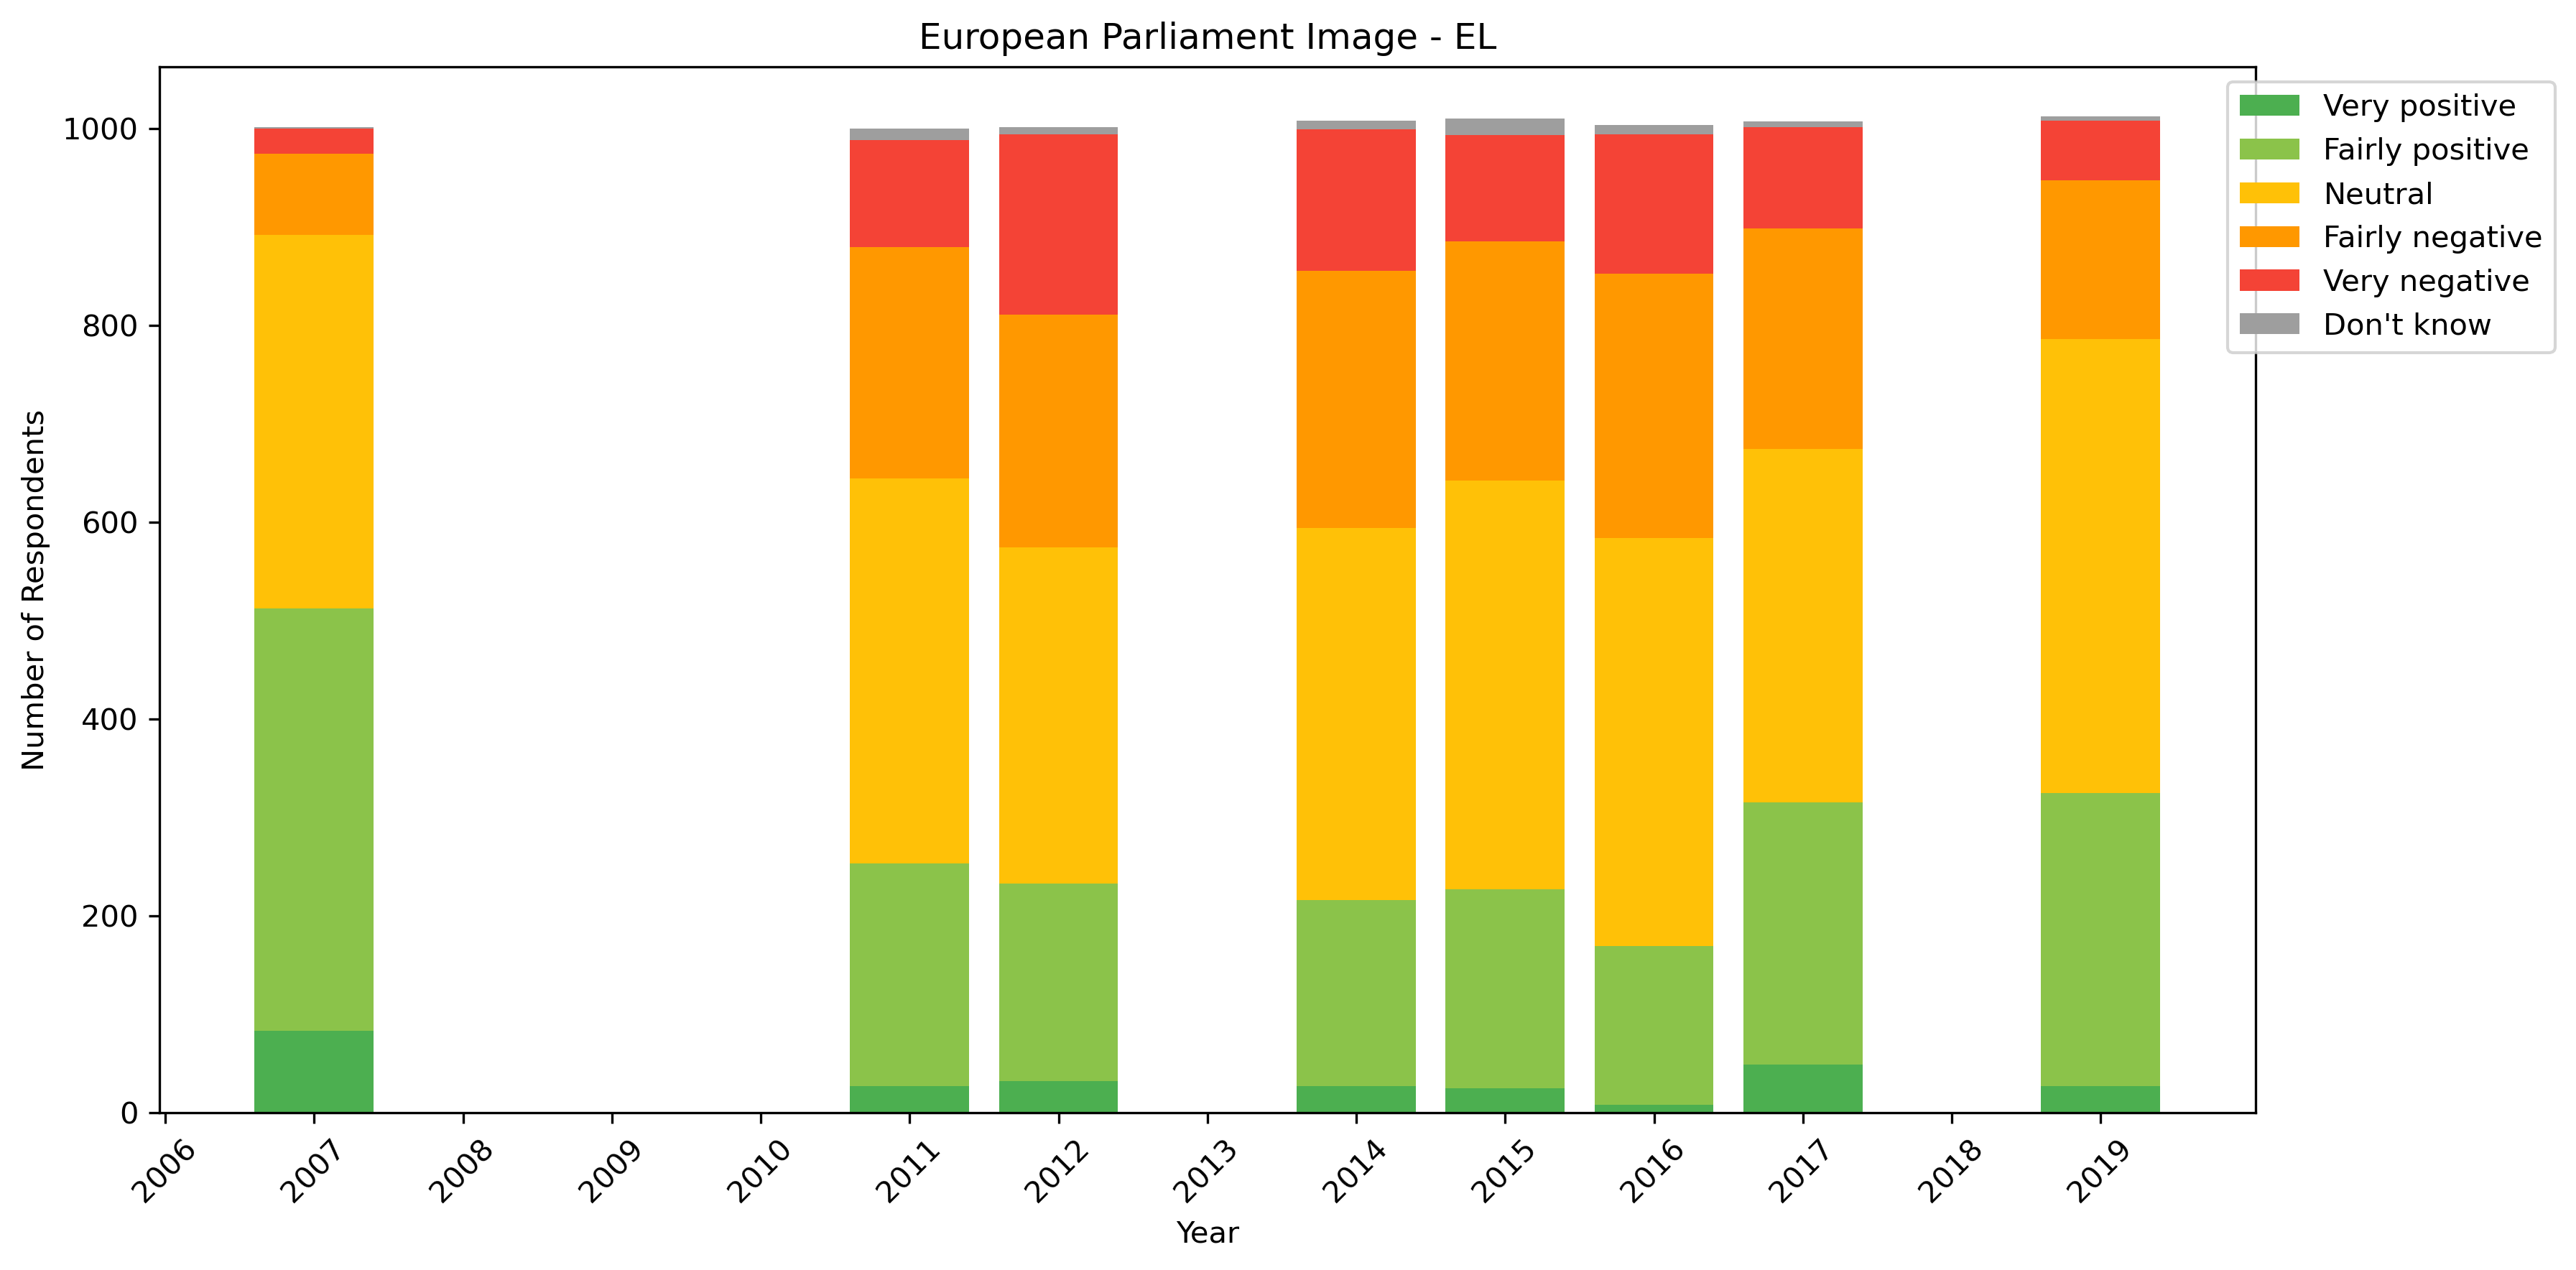 European Parliament Image - EL
Very positive
Fairly positive
Neutral
Fairly negative
Very negative
Don't know
1000
800
600
400
200
0
Number of Respondents
2006
2007
2008
2009
2010
2011
2012
2013
2014
2015
2016
2017
2018
2019
Year